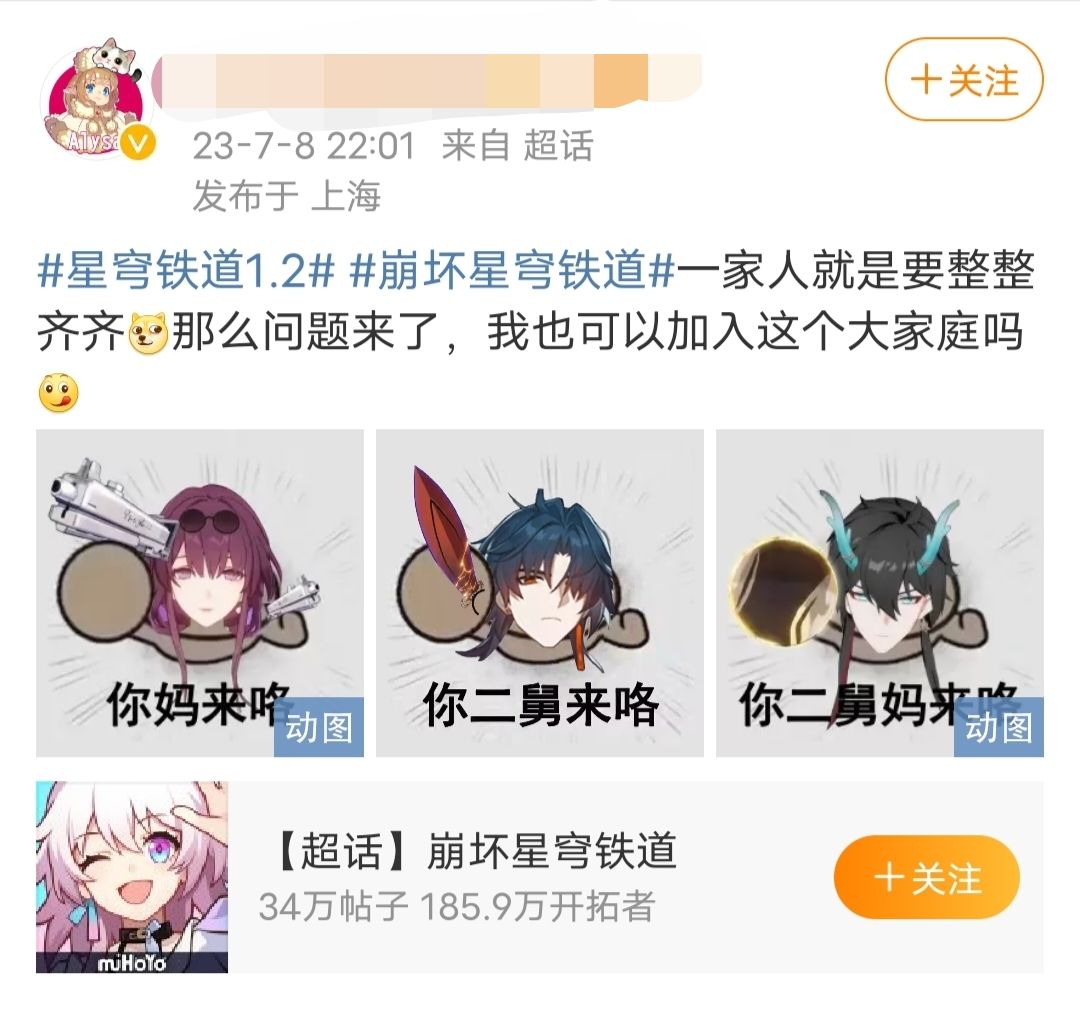 +关注
Alysa
23-7-8 22:01 来自 超话
发布于 上海
#星穹铁道1.2# #崩坏星穹铁道#一家人就是要整整
齐齐那么问题来了，我也可以加入这个大家庭吗
你妈来咯
动图
你二舅来咯
你二舅妈来咯
动图
【超话】崩坏星穹铁道
34万帖子 185.9万开拓者
+关注
miHoYo